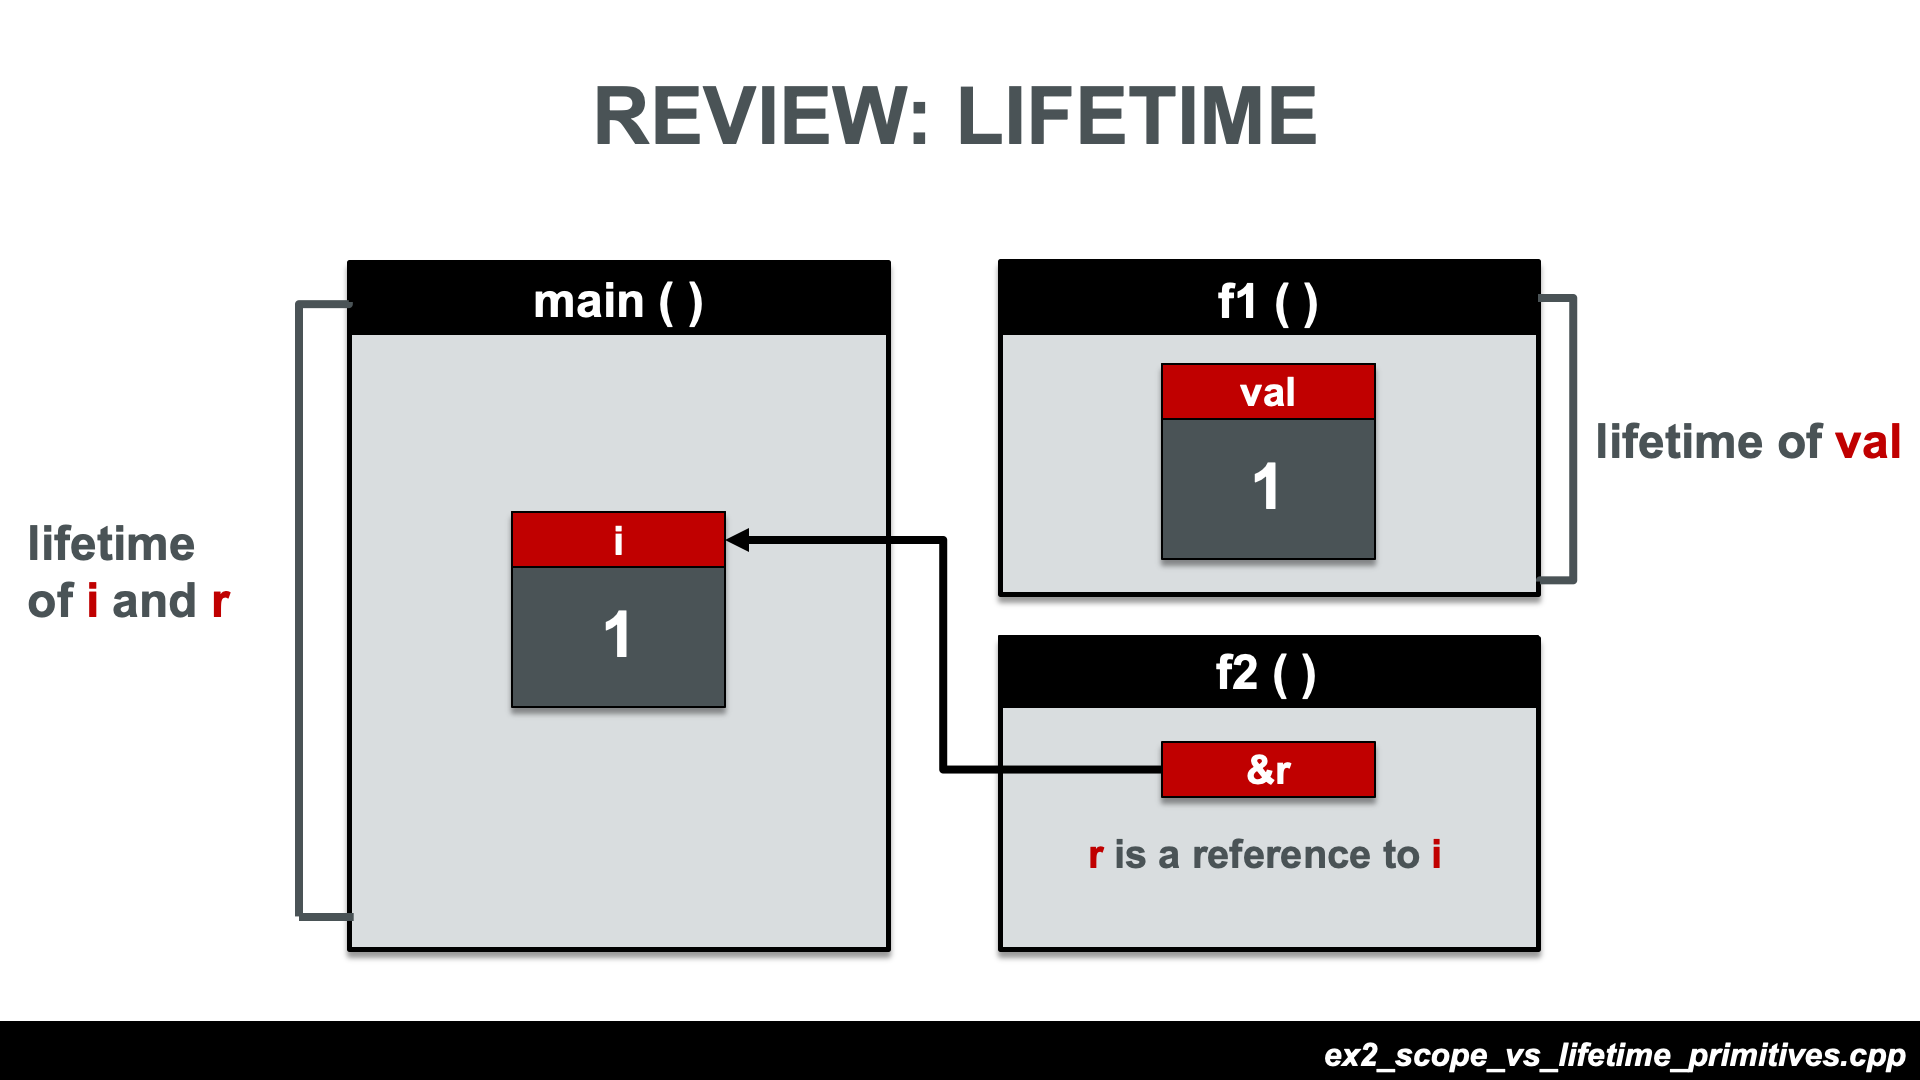 REVIEW: LIFETIME
main ( )
i
1
lifetime
of i and r
f1 ( )
val
1
lifetime of val
f2 ( )
&r
r is a reference to i
ex2_scope_vs_lifetime_primitives.cpp